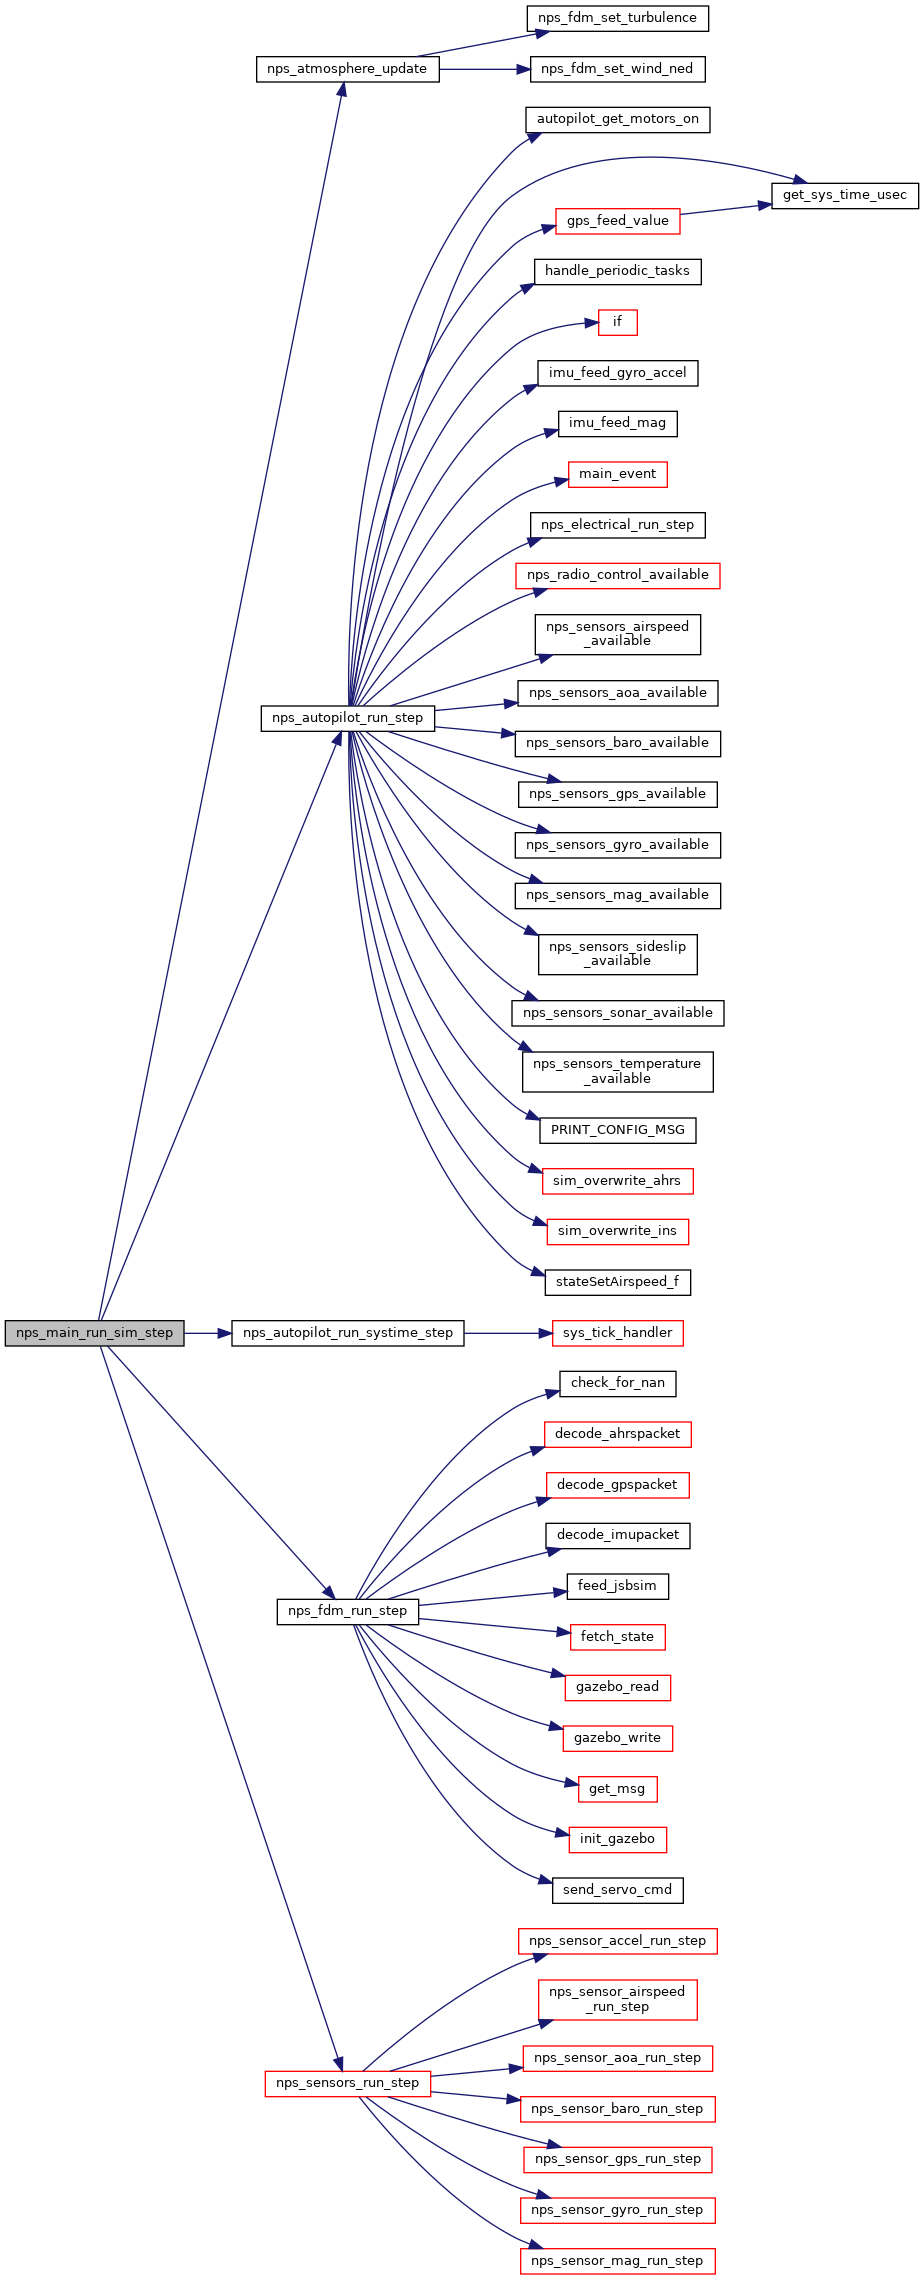 nps_fdm_set_turbulence
nps_atmosphere_update
nps_fdm_set_wind_ned
autopilot_get_motors_on
get_sys_time_usec
gps_feed_value
handle_periodic_tasks
if
imu_feed_gyro_accel
imu_feed_mag
main_event
nps_electrical_run_step
nps_radio_control_available
nps_sensors_airspeed
_available
nps_sensors_aoa_available
nps_autopilot_run_step
nps_sensors_baro_available
nps_sensors_gps_available
nps_sensors_gyro_available
nps_sensors_mag_available
nps_sensors_sideslip
_available
nps_sensors_sonar_available
nps_sensors_temperature
_available
PRINT_CONFIG_MSG
sim_overwrite_ahrs
sim_overwrite_ins
stateSetAirspeed_f
nps_main_run_sim_step
nps_autopilot_run_systime_step
sys_tick_handler
check_for_nan
decode_ahrspacket
decode_gpspacket
decode_imupacket
feed_jsbsim
nps_fdm_run_step
fetch_state
gazebo_read
gazebo_write
get_msg
init_gazebo
send_servo_cmd
nps_sensor_accel_run_step
nps_sensor_airspeed
_run_step
nps_sensor_aoa_run_step
nps_sensors_run_step
nps_sensor_baro_run_step
nps_sensor_gps_run_step
nps_sensor_gyro_run_step
nps_sensor_mag_run_step